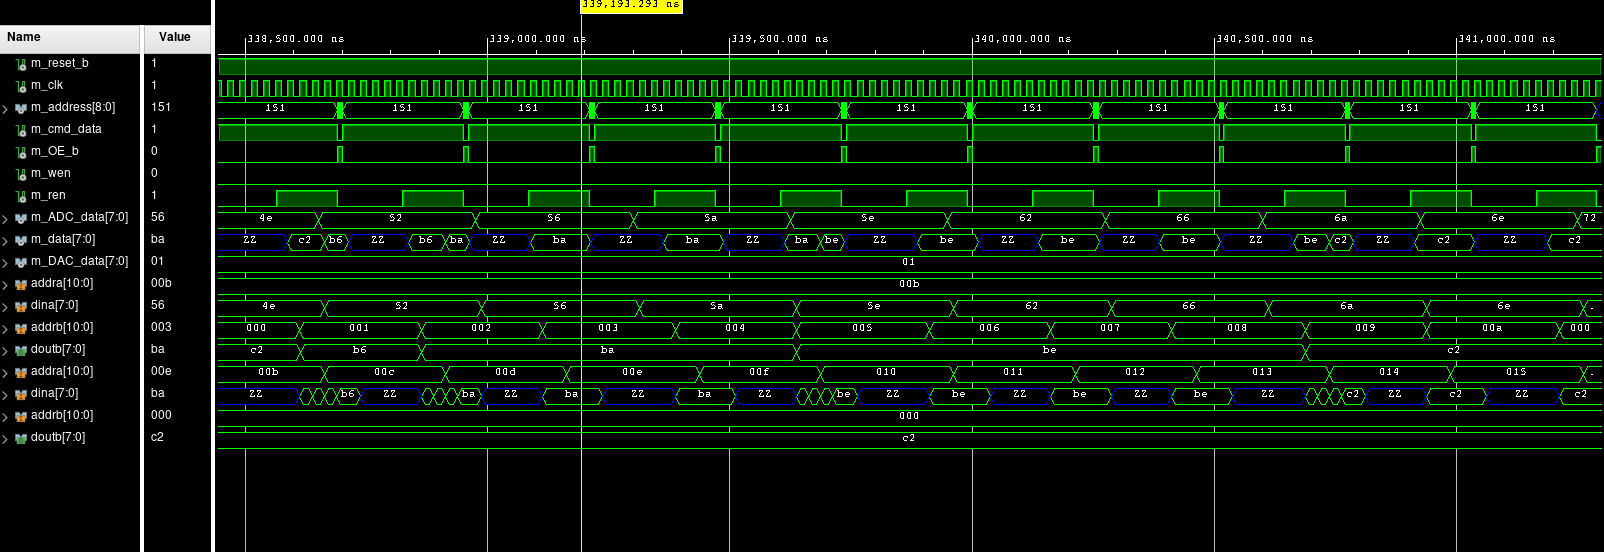 339,193.293 ns
Name Value 338,500.000 ns 339,000.000 ns 339,500.000 ns 340,000.000 ns 340,500.000 ns 341,000.000 ns
m_reset_b 1
m_clk 1
m_address[8:0] 151 151 151 151 151 151 151 151 151 151 151 151
m_cmd_data 1
m_OE_b 0
m_wen 0
m_ren 1
m_ADC_data[7:0] 56 4e 52 56 5a 5e 62 66 6a 6e 72
m_data[7:0] ba ZZ c2 b6 ZZ b6 ba ZZ ba ZZ ba ZZ ba be ZZ be ZZ be ZZ be ZZ be c2 ZZ c2 ZZ c2
m_DAC_data[7:0] 01 01
addra[10:0] 00b 00b
dina[7:0] 56 4e 52 56 5a 5e 62 66 6a 6e .
addrb[10:0] 003 000 001 002 003 004 005 006 007 008 009 00a 000
doutb[7:0] ba c2 b6 ba be c2
addra[10:0] 00e 00b 00c 00d 00e 00f 010 011 012 013 014 015 .
dina[7:0] ba ZZ b6 ZZ ba ZZ ba ZZ ba ZZ be ZZ be ZZ be ZZ be ZZ c2 ZZ c2 ZZ c2
addrb[10:0] 000 000
doutb[7:0] c2 c2